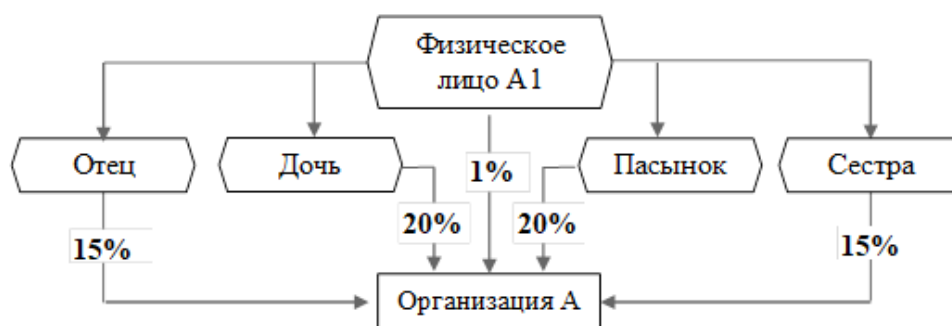 Физическое
лицо А1
Отец
Дочь
Пасынок
Сестра
1%
20%
20%
15%
15%
Организация А